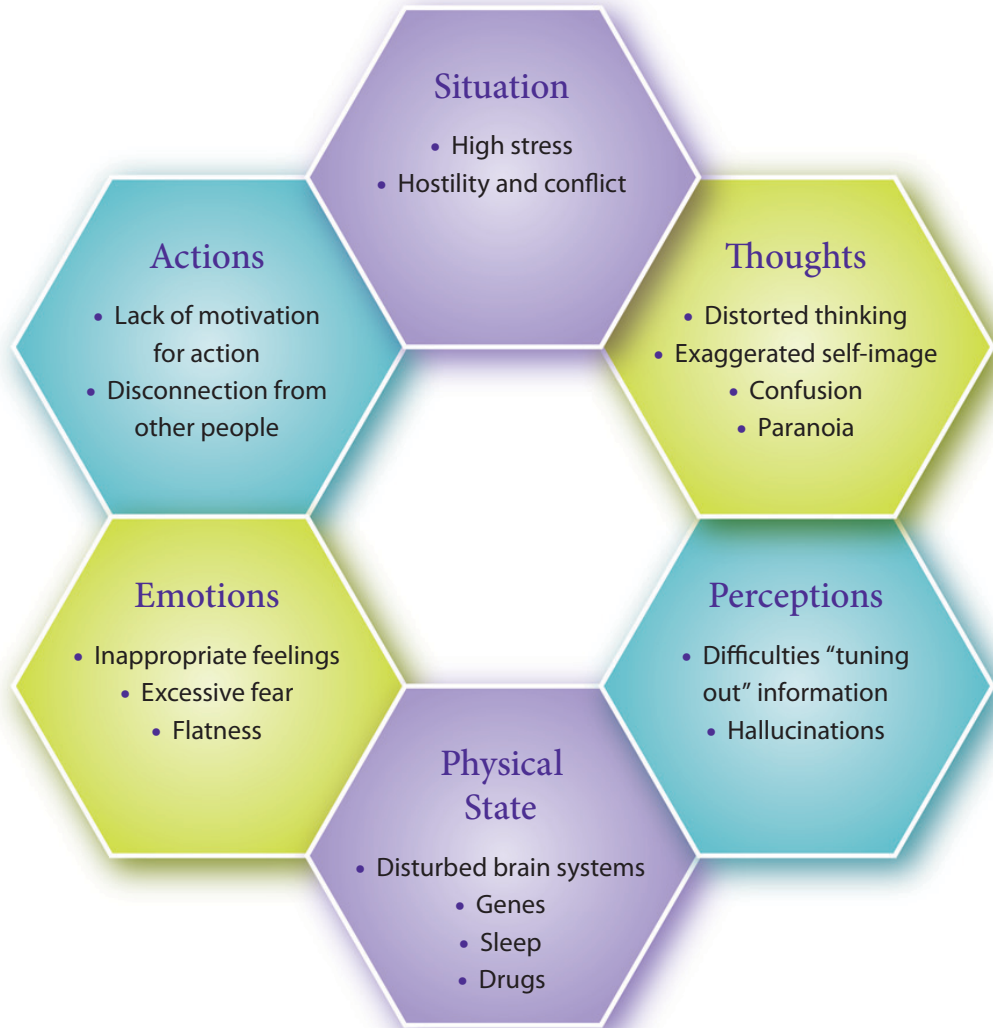 Situation
• High stress
• Hostility and conflict
Thoughts
• Distorted thinking
• Exaggerated self-image
• Confusion
• Paranoia
Perceptions
• Difficulties “tuning
out” information
• Hallucinations
Physical
State
• Disturbed brain systems
• Genes
• Sleep
• Drugs
Emotions
• Inappropriate feelings
• Excessive fear
• Flatness
Actions
• Lack of motivation
for action
• Disconnection from
other people